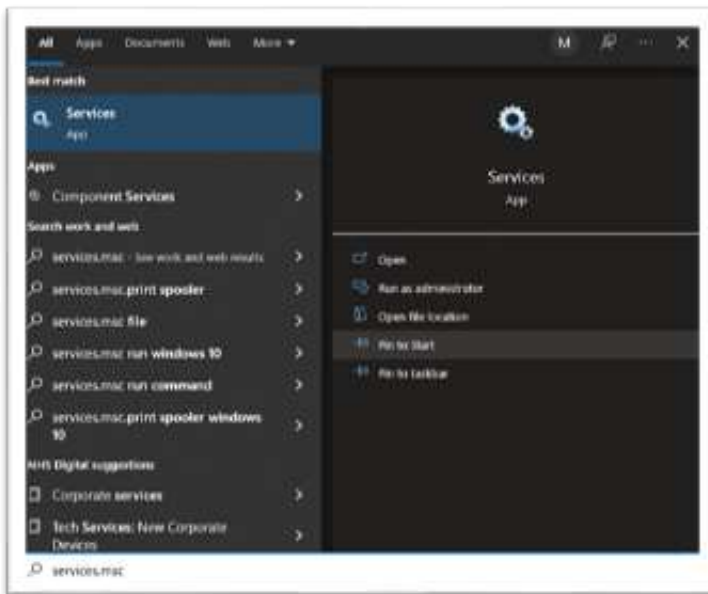 All Apps Documents Web More
M
Best match
Services
App
Apps
Component Services
Search work and web
services.msc - See work and web results
services.msc.print spooler
services.msc file
services.msc run windows 10
services.msc run command
services.msc.print spooler windows
10
NHS Digital suggestions
Corporate services
Tech Services: New Corporate
Devices
services.msc
Services
App
Open
Run as administrator
Open file location
Pin to Start
Pin to taskbar